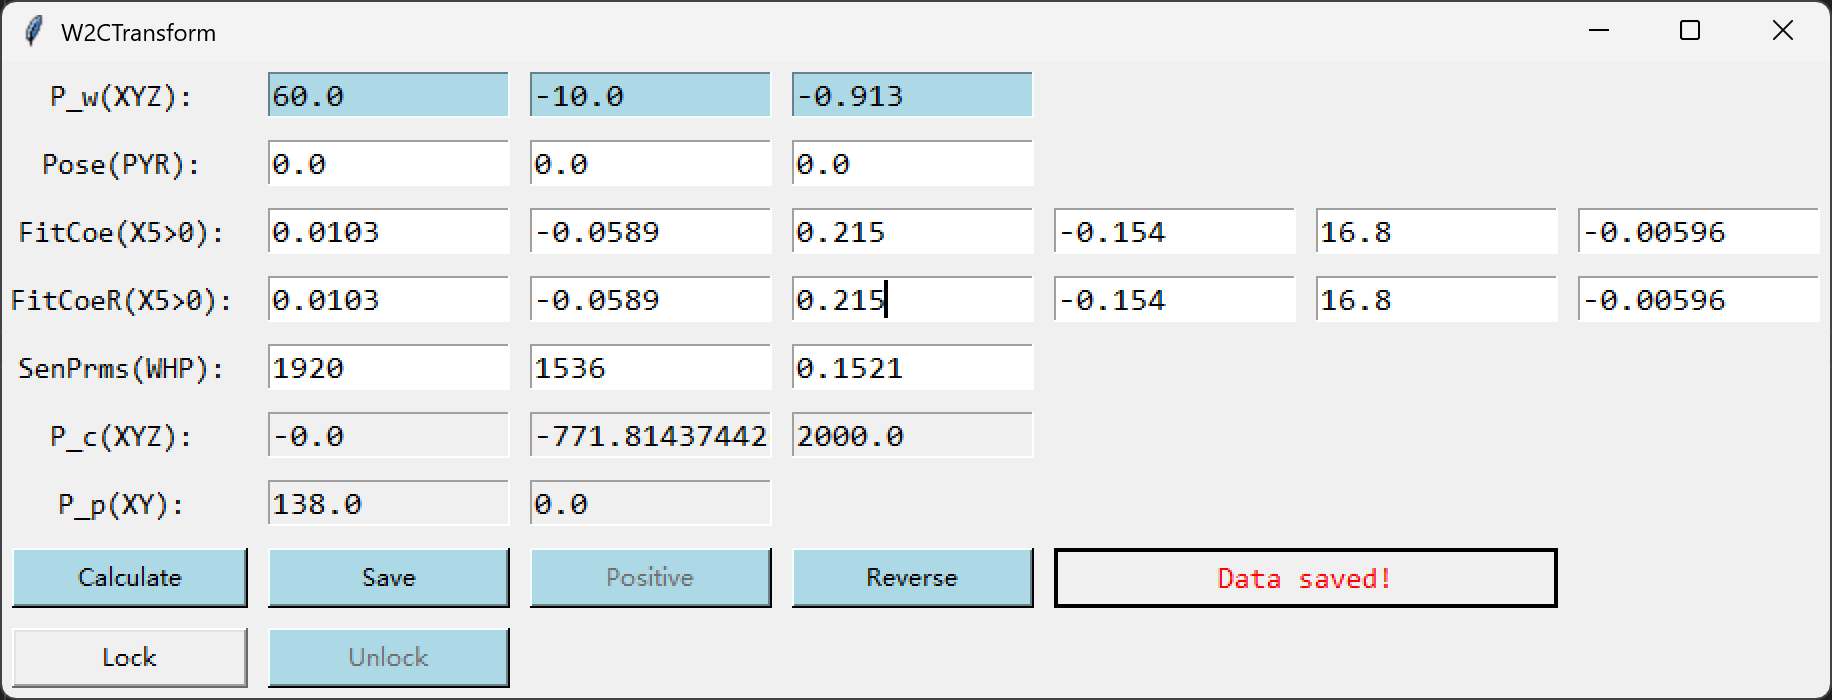 W2CTransform
P_w(XYZ): 60.0 -10.0 -0.913
Pose(PYR): 0.0 0.0 0.0
FitCoe(X5>0): 0.0103 -0.0589 0.215 -0.154 16.8 -0.00596
FitCoeR(X5>0): 0.0103 -0.0589 0.215 -0.154 16.8 -0.00596
SenPrms(WHP): 1920 1536 0.1521
P_c(XYZ): -0.0 -771.81437442 2000.0
P_p(XY): 138.0 0.0
Calculate Save Positive Reverse Data saved!
Lock Unlock